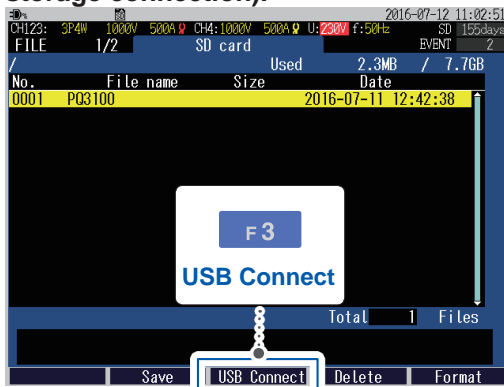 storage connection).
2016-07-12 11:02:51
CH123: 3P4W 1000V 500A CH4:1000V 500A U:230V f:50Hz SD 155days
FILE 1/2 SD card EVENT 2
/ Used 2.3MB / 7.7GB
No. File name Size Date
0001 PQ3100 2016-07-11 12:42:38
F 3
USB Connect
Total 1 Files
Save USB Connect Delete Format